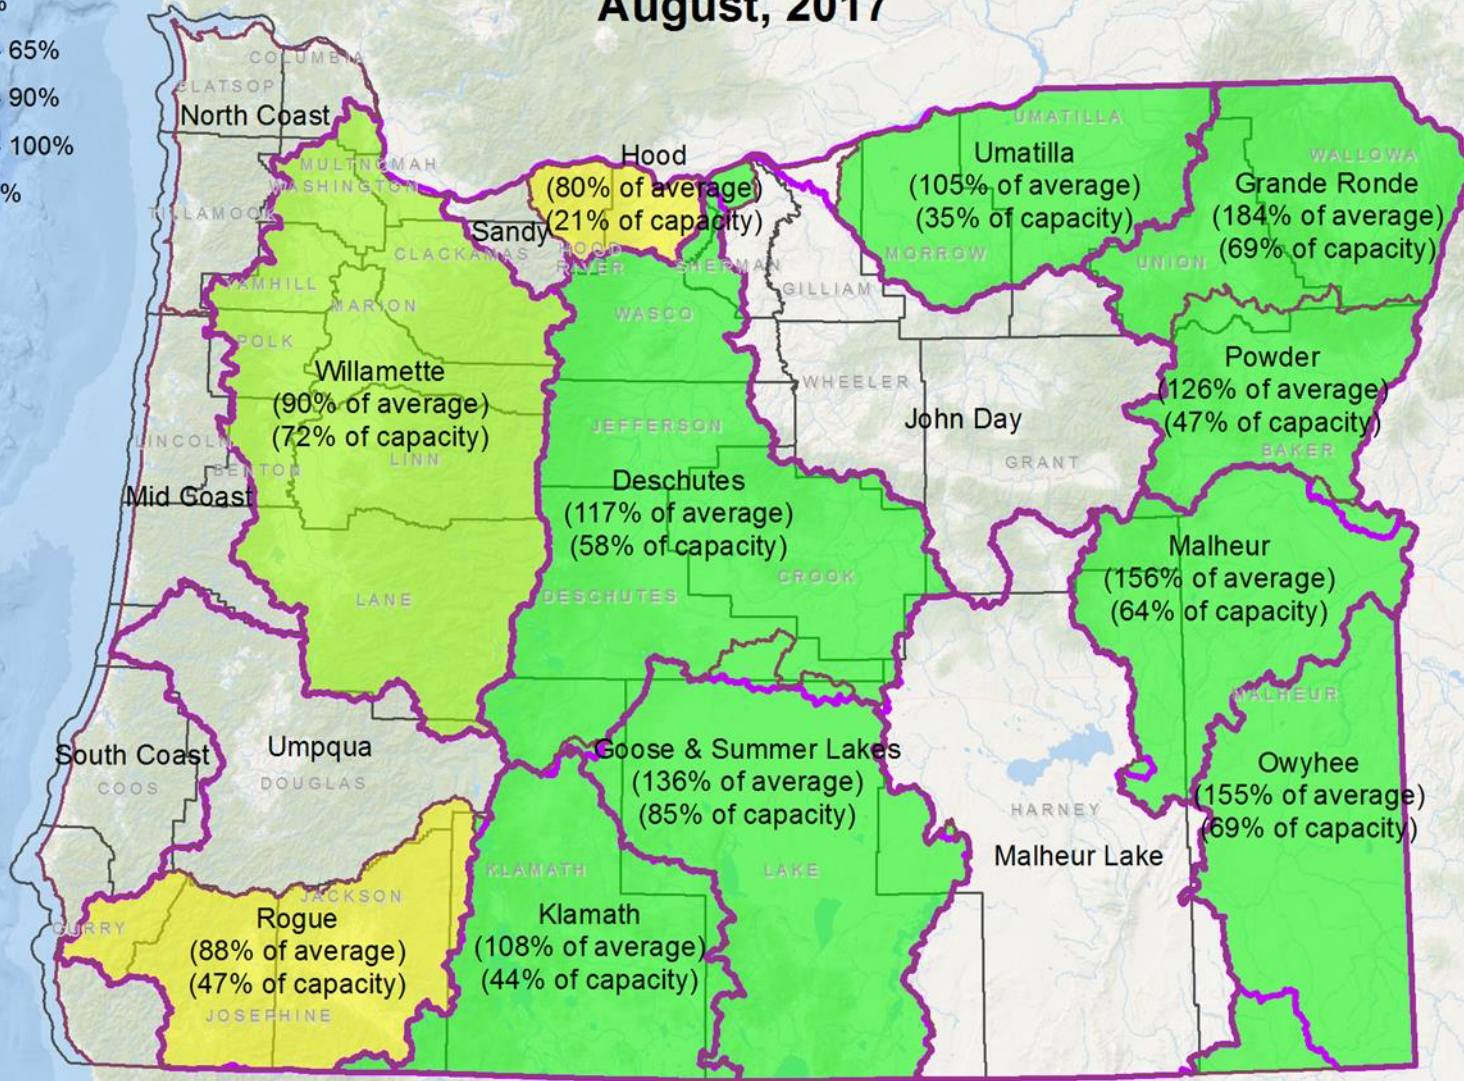 August, 2017
65%
90%
100%
%
COLUMBIA
CLATSOP
North Coast
MULTNOMAH
WASHINGTON
TILLAMOOK
Hood
(80% of average)
(21% of capacity)
Sandy
CLACKAMAS
HOOD
RIVER
SHERMAN
UMATILLA
Umatilla
(105% of average)
(35% of capacity)
MORROW
WALLOWA
Grande Ronde
(184% of average)
(69% of capacity)
UNION
GILLIAM
YAMHILL
MARION
WASCO
POLK
Willamette
(90% of average)
(72% of capacity)
WHEELER
John Day
Powder
(126% of average)
(47% of capacity)
BAKER
LINCOLN
BENTON
LINN
JEFFERSON
GRANT
Mid Coast
Deschutes
(117% of average)
(58% of capacity)
CROOK
DESCHUTES
Malheur
(156% of average)
(64% of capacity)
LANE
MALHEUR
South Coast
COOS
Umpqua
DOUGLAS
Goose & Summer Lakes
(136% of average)
(85% of capacity)
Owyhee
(155% of average)
(69% of capacity)
HARNEY
Malheur Lake
KLAMATH
LAKE
JACKSON
CURRY
Rogue
(88% of average)
(47% of capacity)
Klamath
(108% of average)
(44% of capacity)
JOSEPHINE